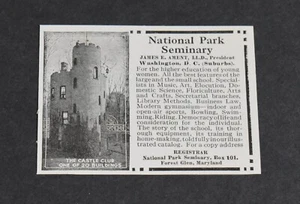 National Park
Seminary
JAMES E. AMENT, LL.D., President
Washington, D. C. (Suburbs).
For the higher education of young
women. All the best features of the
large and the small school. Special-
ists in Music, Art, Elocution, Do-
mestic Science, Floriculture, Arts
and Crafts, Secretarial branches,
Library Methods, Business Law.
Modern gymnasium—indoor and
open air sports, Bowling, Swim-
ming, Riding. Democracy of life and
consideration for the individual.
The story of the school, its thor-
oughness, its training in
home-making, told fully only in the
illustrated catalog. For a copy address
REGISTRAR
National Park Seminary, Box 101,
Forest Glen, Maryland
THE CASTLE CLUB
ONE OF 20 BUILDINGS